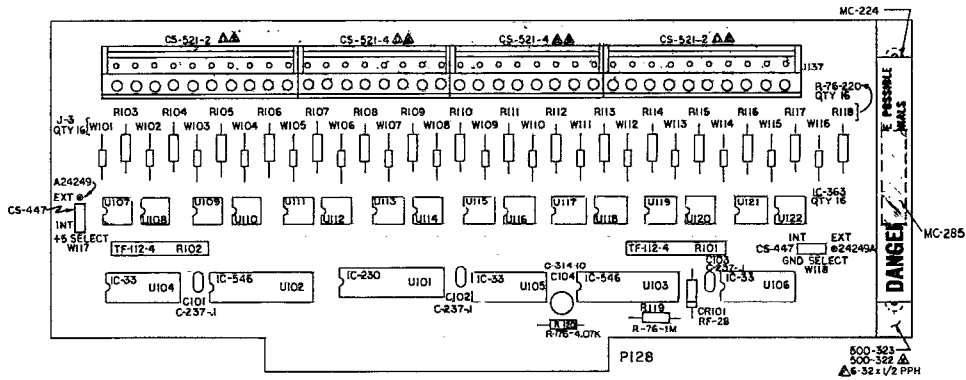 MC-224
CS-521-2
CS-521-4
CS-521-4
CS-521-2
J137
R-76-220
QTY 16
J-3
QTY 16
R103 R104 R105 R106 R107 R108 R109 R110 R111 R112 R113 R114 R115 R116 R117 R118
W101 W102 W103 W104 W105 W106 W107 W108 W109 W110 W111 W112 W113 W114 W115 W116
E POSSIBLE
DANGE
A24249
EXT
CS-447
INT
+5 SELECT
W117
U107 U108 U109 U110 U111 U112 U113 U114 U115 U116 U117 U118 U119 U120 U121 U122
IC-363
QTY 16
MC-285
TF-112-4 R102
TF-112-4 R101
INT EXT
CS-447
24249A
GND SELECT
W118
IC-33 U104
C101
C-237-.1
IC-546 U102
IC-230 U101
C102
C-237-.1
IC-33 U105
C-314-10
C104
IC-546 U103
C103
C-237-.1
IC-33 U106
R120
R-176-4.07K
R119
R-76-1M
CR101
RF-28
P128
500-323
500-322
6-32 x 1/2 PPH